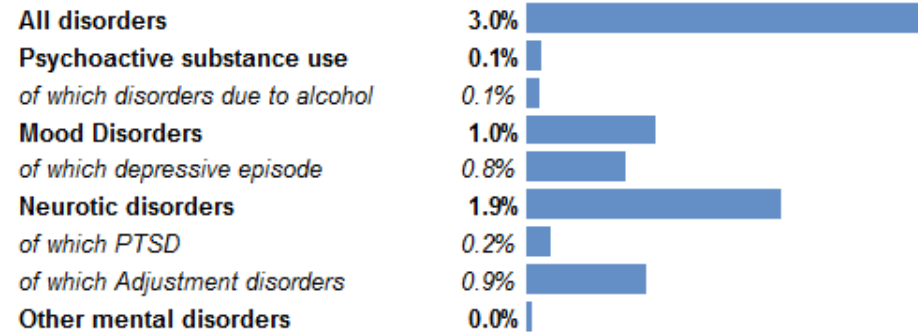 All disorders 3.0%
Psychoactive substance use 0.1%
of which disorders due to alcohol 0.1%
Mood Disorders 1.0%
of which depressive episode 0.8%
Neurotic disorders 1.9%
of which PTSD 0.2%
of which Adjustment disorders 0.9%
Other mental disorders 0.0%